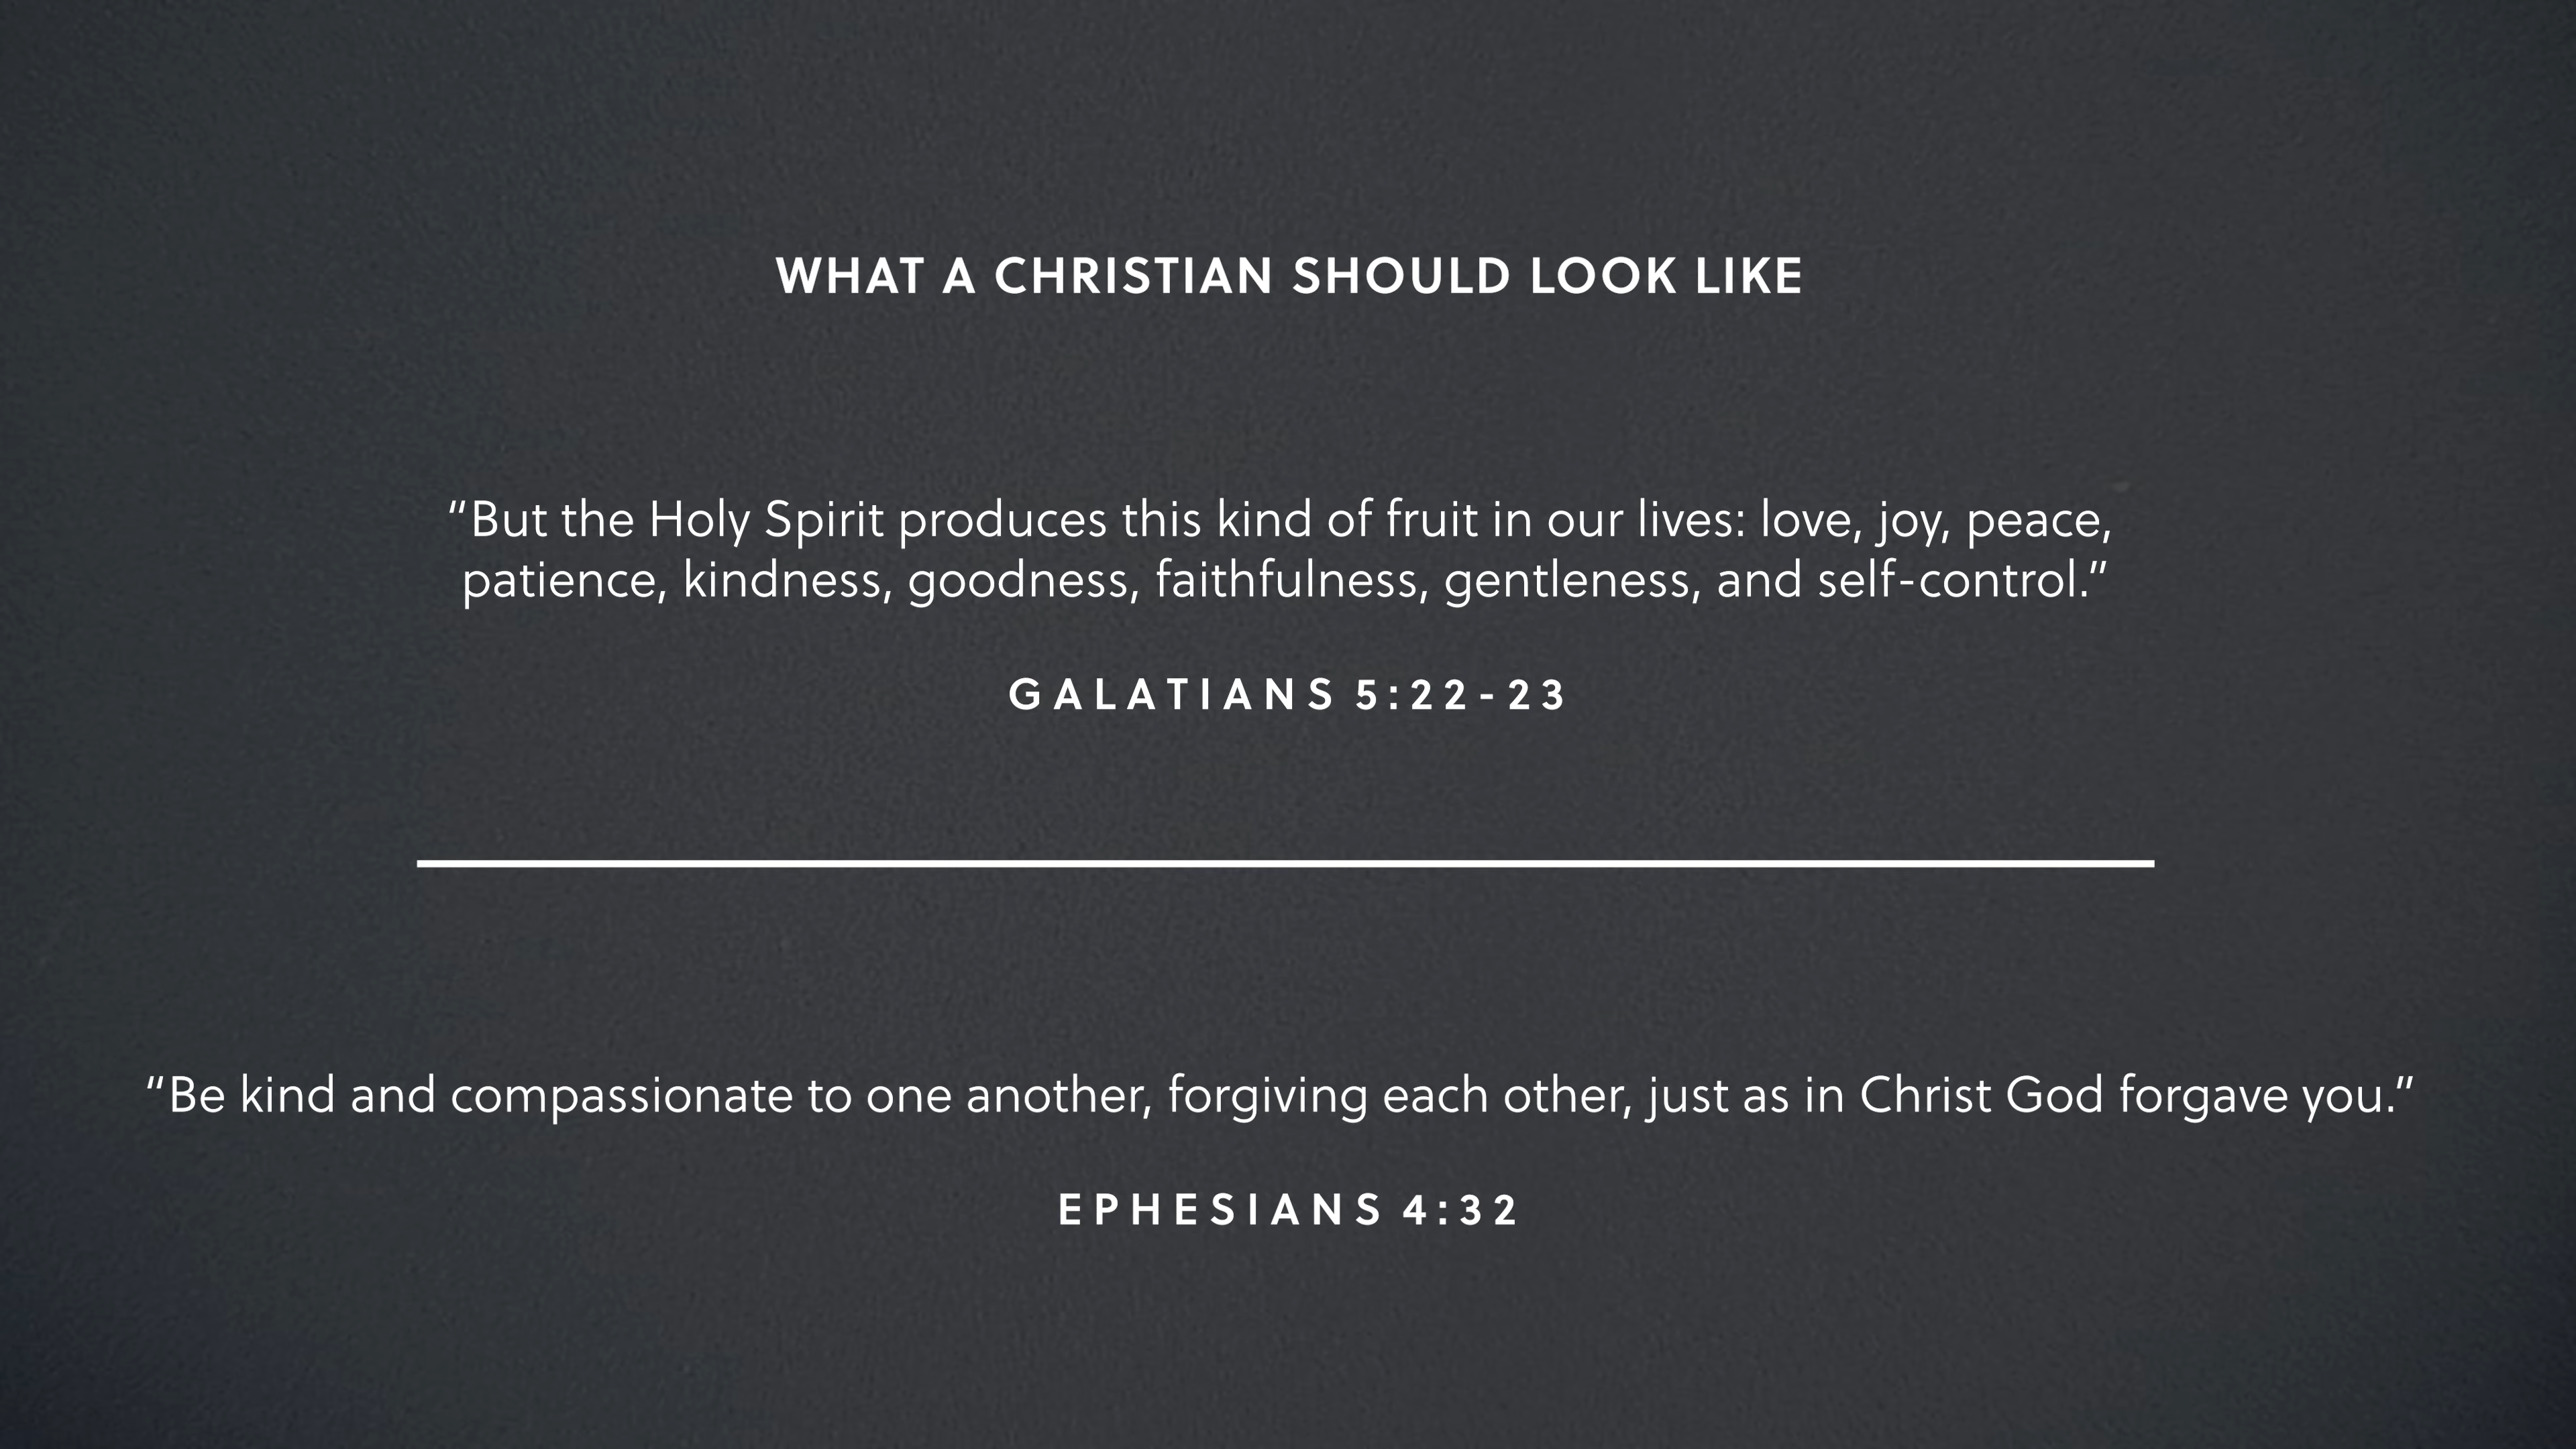 WHAT A CHRISTIAN SHOULD LOOK LIKE
“But the Holy Spirit produces this kind of fruit in our lives: love, joy, peace,
patience, kindness, goodness, faithfulness, gentleness, and self-control.”
GALATIANS 5:22-23
“Be kind and compassionate to one another, forgiving each other, just as in Christ God forgave you.”
EPHESIANS 4:32